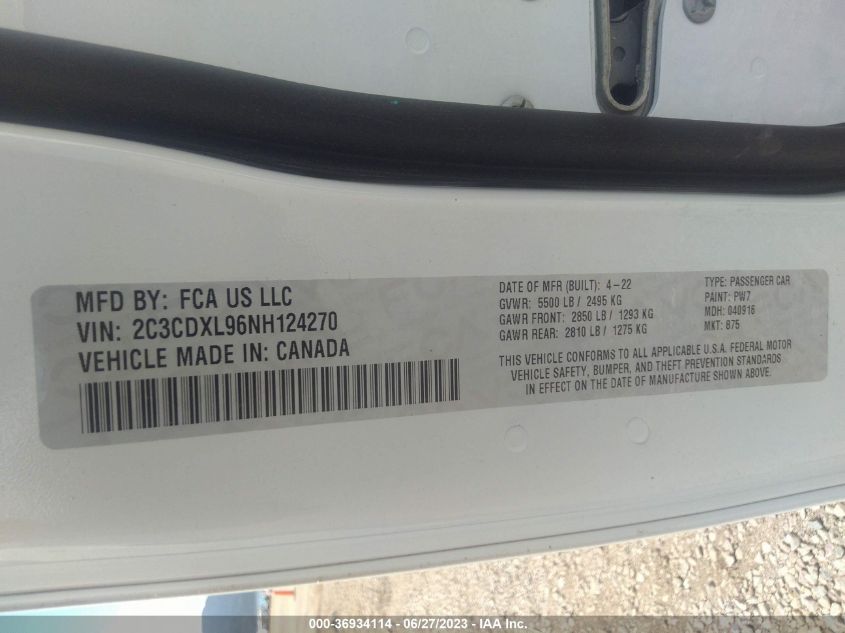 MFD BY: FCA US LLC
VIN: 2C3CDXL96NH124270
VEHICLE MADE IN: CANADA
DATE OF MFR (BUILT): 4-22
GVWR: 5500 LB / 2495 KG
GAWR FRONT: 2850 LB / 1293 KG
GAWR REAR: 2810 LB / 1275 KG
TYPE: PASSENGER CAR
PAINT: PW7
MDH: 040916
MKT: 875
THIS VEHICLE CONFORMS TO ALL APPLICABLE U.S.A. FEDERAL MOTOR
VEHICLE SAFETY, BUMPER, AND THEFT PREVENTION STANDARDS
IN EFFECT ON THE DATE OF MANUFACTURE SHOWN ABOVE.
000-36934114 - 06/27/2023 - IAA Inc.